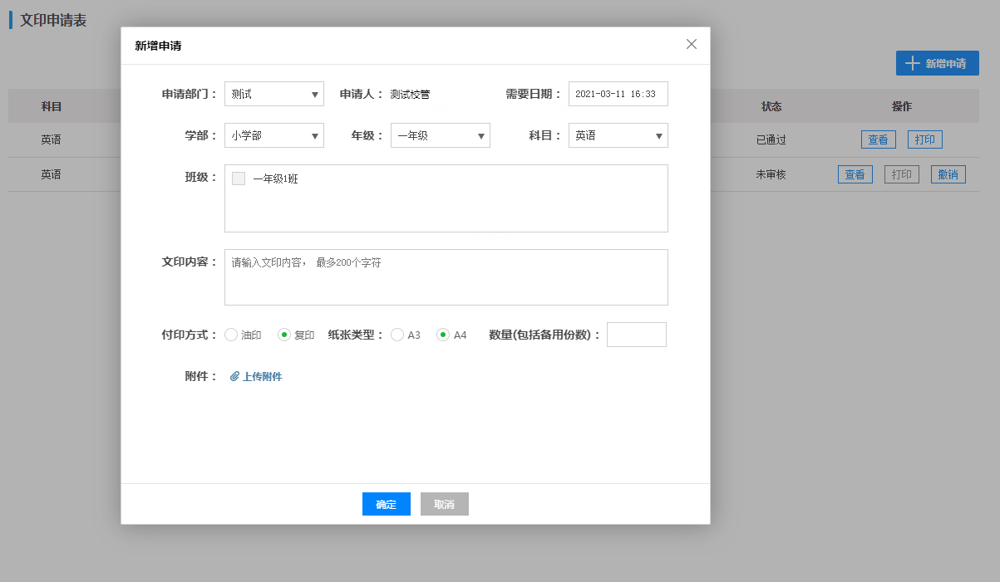 文印申请表
新增申请
新增申请
申请部门： 测试 申请人： 测试校管 需要日期： 2021-03-11 16:33
科目 状态 操作
学部： 小学部 年级： 一年级 科目： 英语
英语 已通过 查看 打印
班级： 一年级1班
英语 未审核 查看 打印 撤销
文印内容： 请输入文印内容， 最多200个字符
付印方式： 油印 复印 纸张类型： A3 A4 数量(包括备用份数)：
附件： 上传附件
确定 取消